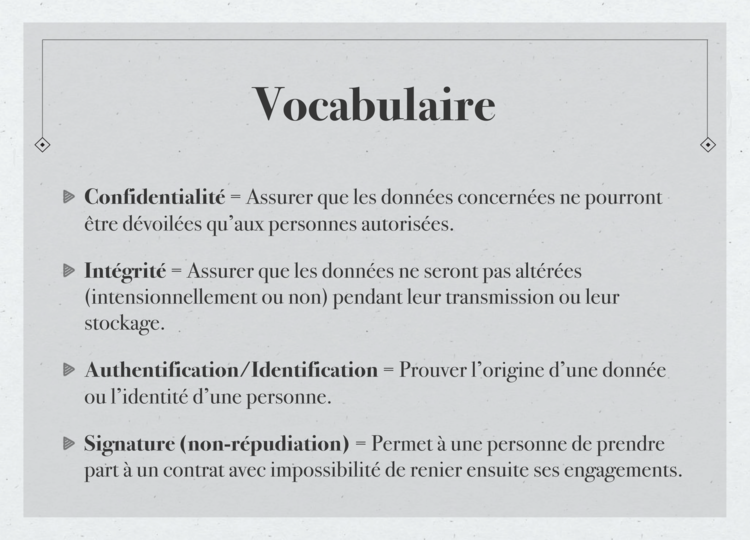 Vocabulaire
Confidentialité = Assurer que les données concernées ne pourront
être dévoilées qu'aux personnes autorisées.
Intégrité = Assurer que les données ne seront pas altérées
(intensionnellement ou non) pendant leur transmission ou leur
stockage.
Authentification/Identification = Prouver l'origine d'une donnée
ou l'identité d'une personne.
Signature (non-répudiation) = Permet à une personne de prendre
part à un contrat avec impossibilité de renier ensuite ses engagements.